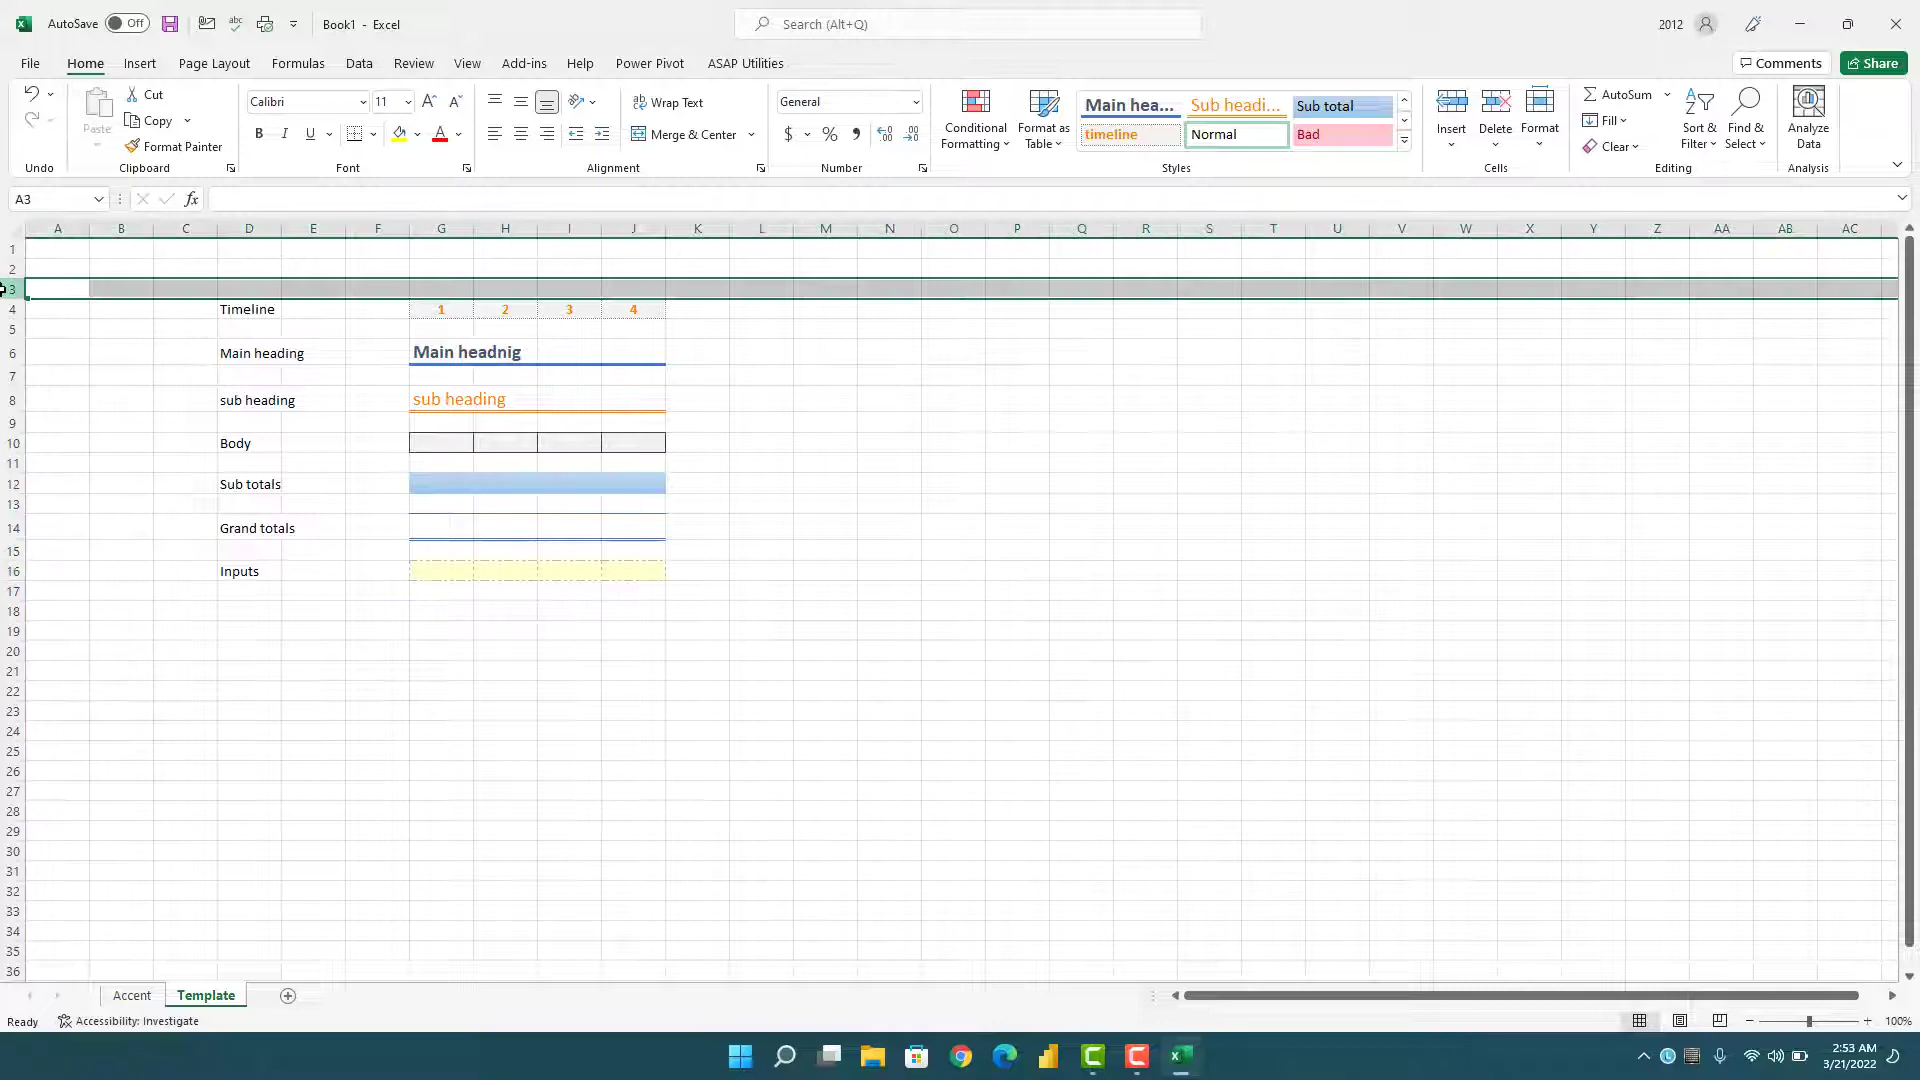 AutoSave Off Book1 - Excel Search (Alt+Q) 2012
File Home Insert Page Layout Formulas Data Review View Add-ins Help Power Pivot ASAP Utilities Comments Share
Cut Calibri 11 Wrap Text General Main hea... Sub headi... Sub total AutoSum
Paste Copy Merge & Center Conditional Formatting Format as Table timeline Normal Bad Insert Delete Format Fill Sort & Filter Find & Select Analyze Data
Format Painter Clear
Undo Clipboard Font Alignment Number Styles Cells Editing Analysis
A3 fx
A B C D E F G H I J K L M N O P Q R S T U V W X Y Z AA AB AC
1
2
3
4 Timeline 1 2 3 4
5
6 Main heading Main headnig
7
8 sub heading sub heading
9
10 Body
11
12 Sub totals
13
14 Grand totals
15
16 Inputs
17
18
19
20
21
22
23
24
25
26
27
28
29
30
31
32
33
34
35
36
Accent Template
Ready Accessibility: Investigate 100%
2:53 AM
3/21/2022